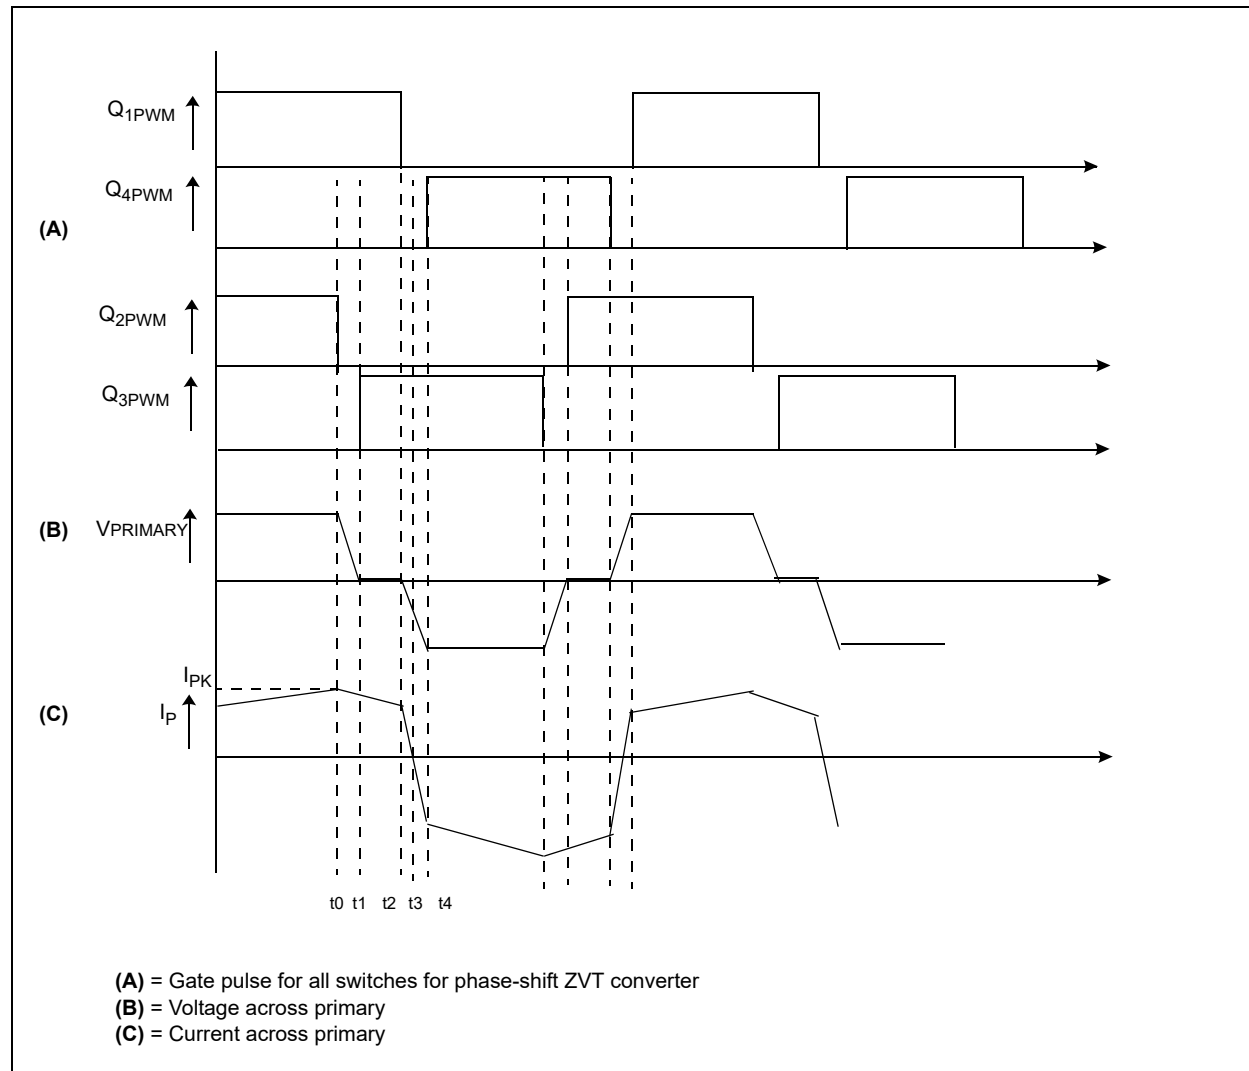 Q1PWM
Q4PWM
(A)
Q2PWM
Q3PWM
(B) VPRIMARY
IPK
(C) IP
t0 t1 t2 t3 t4
(A) = Gate pulse for all switches for phase-shift ZVT converter
(B) = Voltage across primary
(C) = Current across primary